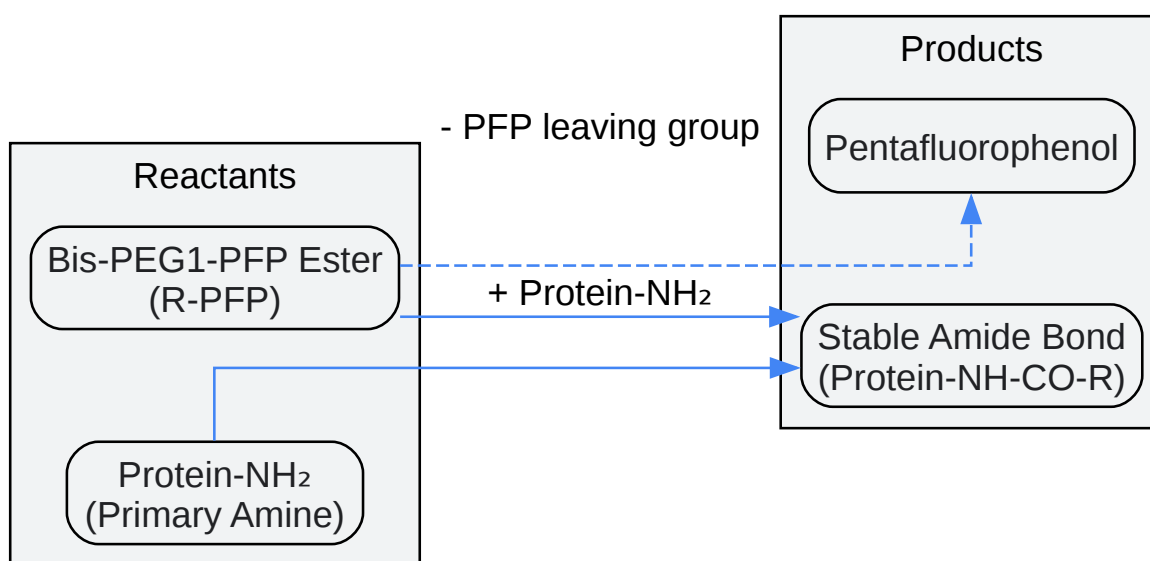 Products
- PFP leaving group
Pentafluorophenol
Reactants
Bis-PEG1-PFP Ester
(R-PFP)
+ Protein-NH₂
Stable Amide Bond
(Protein-NH-CO-R)
Protein-NH₂
(Primary Amine)